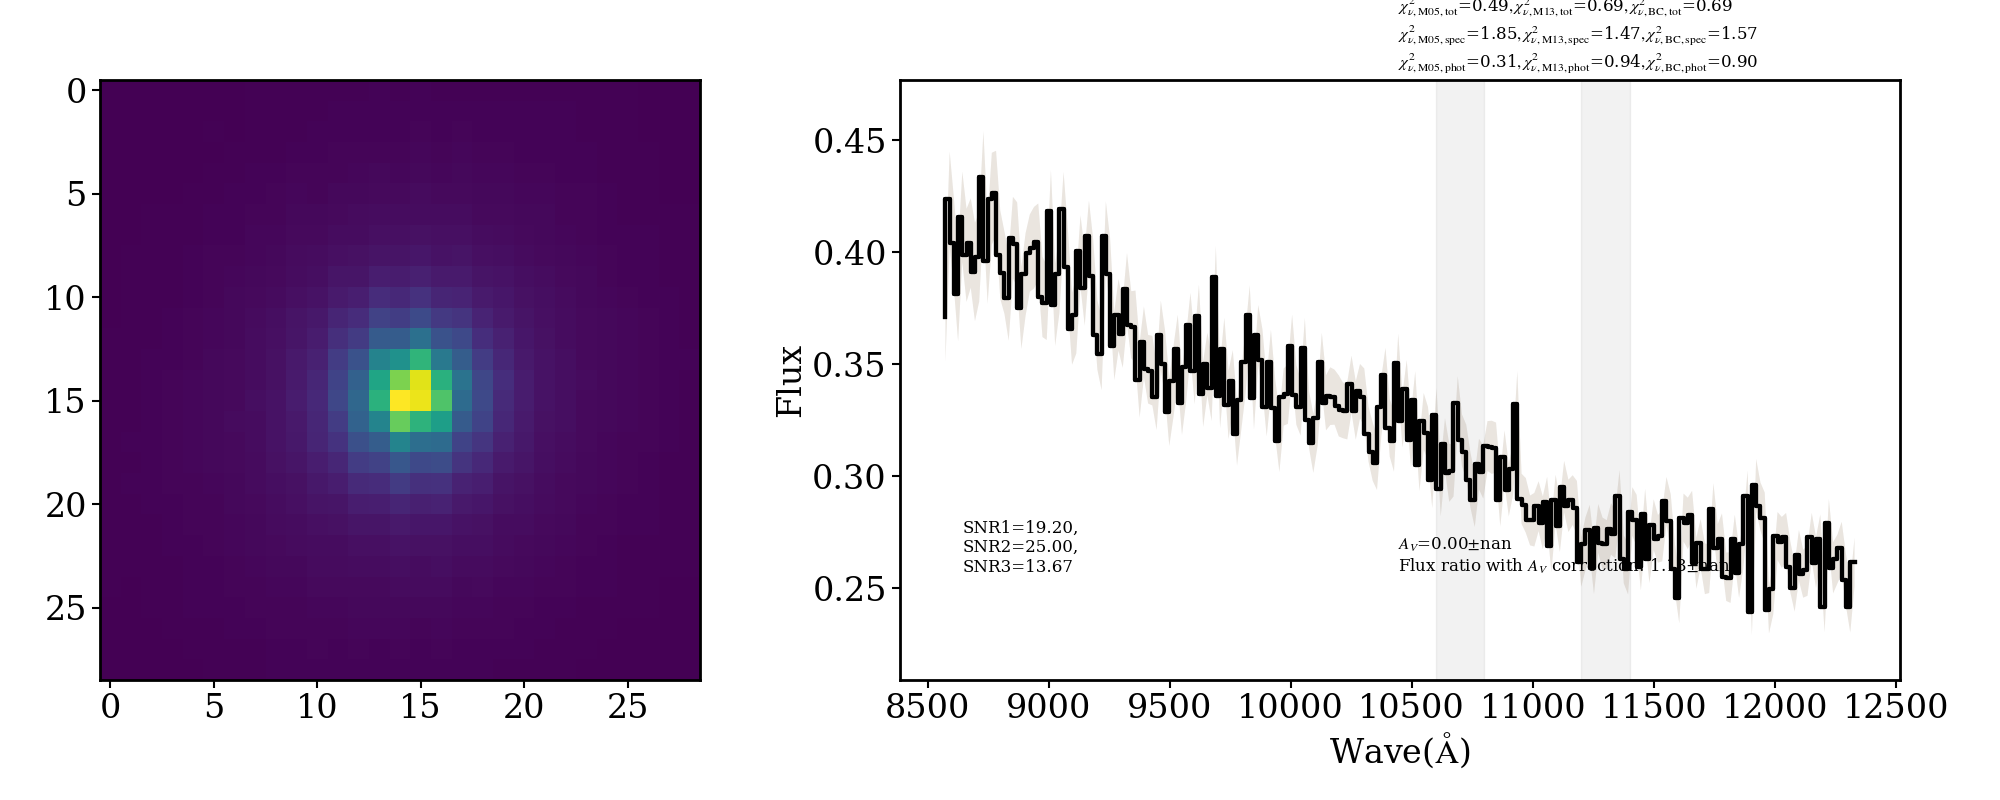 χ²ν,M05,tot=0.49,χ²ν,M13,tot=0.69,χ²ν,BC,tot=0.69
χ²ν,M05,spec=1.85,χ²ν,M13,spec=1.47,χ²ν,BC,spec=1.57
χ²ν,M05,phot=0.31,χ²ν,M13,phot=0.94,χ²ν,BC,phot=0.90
0
5
10
15
20
25
0 5 10 15 20 25
0.45
0.40
0.35
0.30
0.25
Flux
SNR1=19.20,
SNR2=25.00,
SNR3=13.67
AV=0.00±nan
Flux ratio with AV correction: 1.13±nan
8500 9000 9500 10000 10500 11000 11500 12000 12500
Wave(Å)